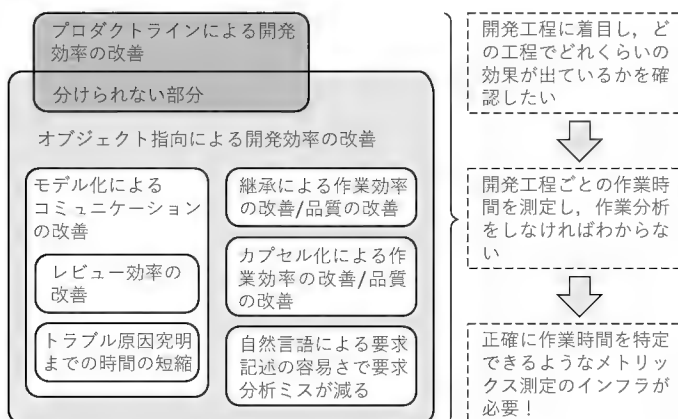 プロダクトラインによる開発
効率の改善
分けられない部分
オブジェクト指向による開発効率の改善
モデル化による
コミュニケーション
の改善
レビュー効率の
改善
トラブル原因究明
までの時間の短縮
継承による作業効率
の改善/品質の改善
カプセル化による作
業効率の改善/品質
の改善
自然言語による要求
記述の容易さで要求
分析ミスが減る
開発工程に着目し，ど
の工程でどれくらいの
効果が出ているかを確
認したい
開発工程ごとの作業時
間を測定し，作業分析
をしなければわからな
い
正確に作業時間を特定
できるようなメトリッ
クス測定のインフラが
必要！